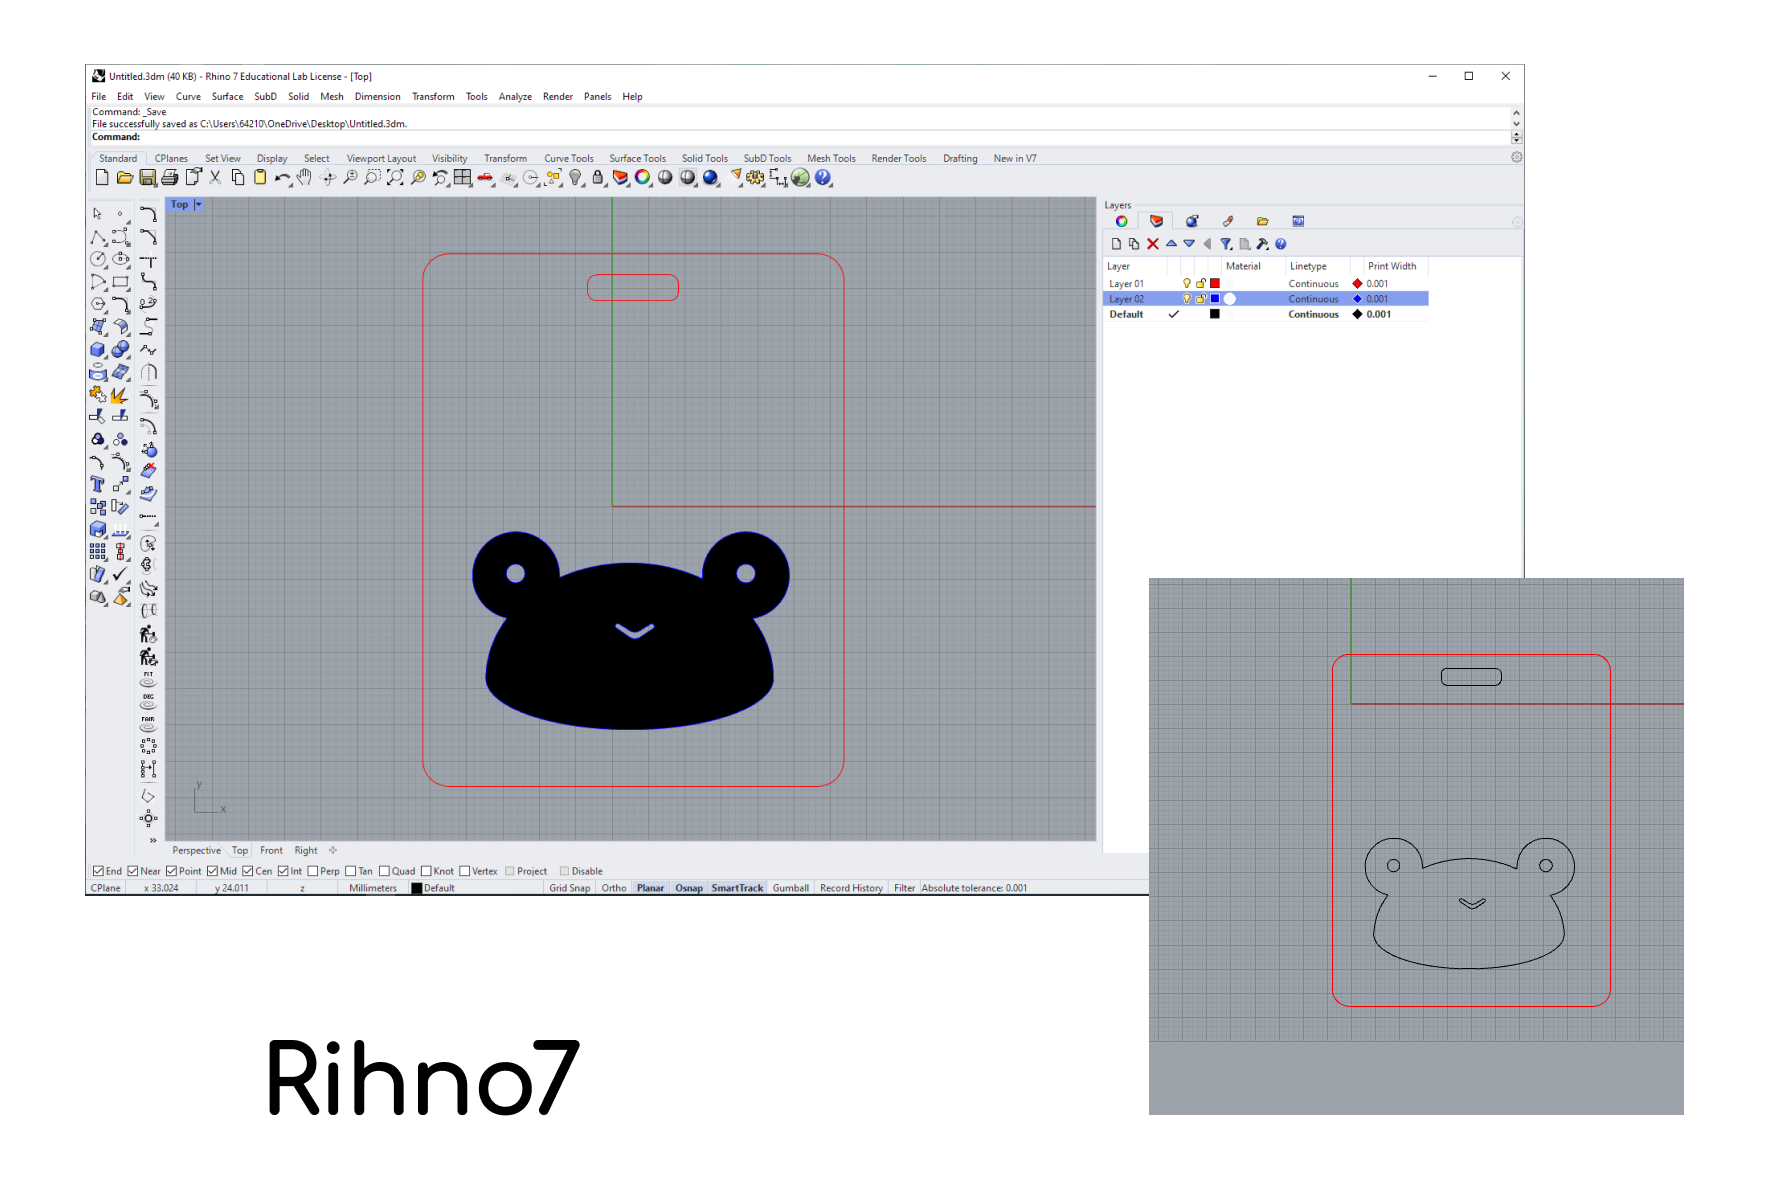 Untitled.3dm (40 KB) - Rhino 7 Educational Lab License - [Top]
File Edit View Curve Surface SubD Solid Mesh Dimension Transform Tools Analyze Render Panels Help
Command: _Save
File successfully saved as C:\Users\64210\OneDrive\Desktop\Untitled.3dm.
Command:
Standard CPlanes Set View Display Select Viewport Layout Visibility Transform Curve Tools Surface Tools Solid Tools SubD Tools Mesh Tools Render Tools Drafting New in V7
Top
Layers
Layer Material Linetype Print Width
Layer 01 Continuous 0.001
Layer 02 Continuous 0.001
Default Continuous 0.001
FIT
DEG
FAIR
y
x
Perspective Top Front Right
End Near Point Mid Cen Int Perp Tan Quad Knot Vertex Project Disable
CPlane x 33.024 y 24.011 z Millimeters Default Grid Snap Ortho Planar Osnap SmartTrack Gumball Record History Filter Absolute tolerance: 0.001
Rihno7